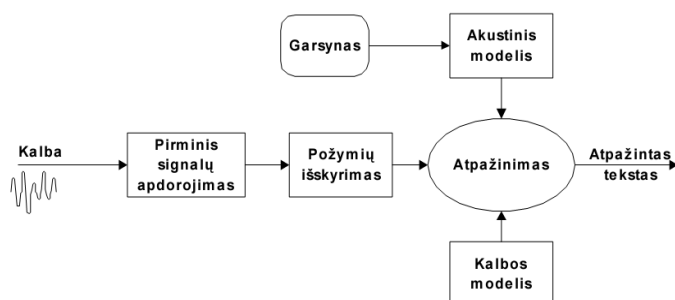 Garsynas
Akustinis
modelis
Kalba
Pirminis
signalų
apdorojimas
Požymių
išskyrimas
Atpažinimas
Atpažintas
tekstas
Kalbos
modelis